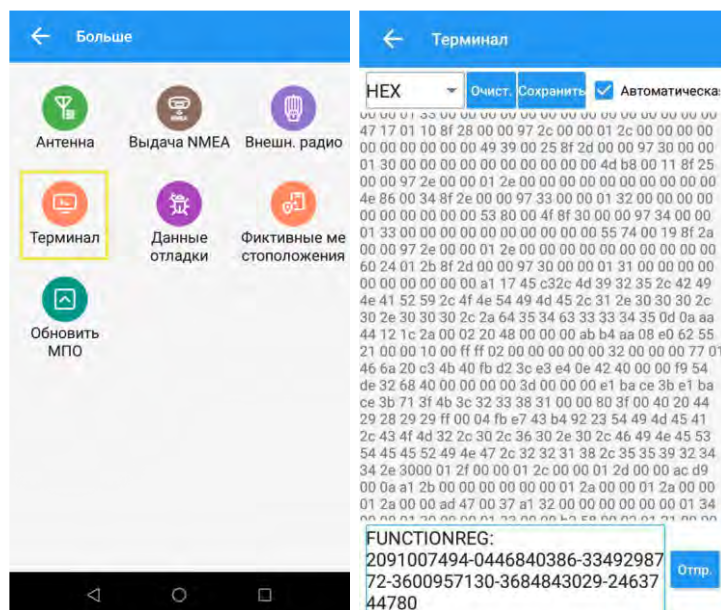 Больше
Антенна
Выдача NMEA
Внешн. радио
Терминал
Данные
отладки
Фиктивные ме
стоположения
Обновить
МПО
Терминал
HEX
Очист.
Сохранить
Автоматическа
47 17 01 10 8f 28 00 00 97 2c 00 00 01 2c 00 00 00 00
00 00 00 00 00 00 49 39 00 25 8f 2d 00 00 97 30 00 00
01 30 00 00 00 00 00 00 00 00 00 00 4d b8 00 11 8f 25
00 00 97 2e 00 00 01 2e 00 00 00 00 00 00 00 00 00 00
4e 86 00 34 8f 2e 00 00 97 33 00 00 01 32 00 00 00 00
00 00 00 00 00 00 53 80 00 4f 8f 30 00 00 97 34 00 00
01 33 00 00 00 00 00 00 00 00 00 00 55 74 00 19 8f 2a
00 00 97 2e 00 00 01 2e 00 00 00 00 00 00 00 00 00 00
60 24 01 2b 8f 2d 00 00 97 30 00 00 01 31 00 00 00 00
00 00 00 00 00 00 a1 17 45 c32c 4d 39 32 35 2c 42 49
4e 41 52 59 2c 4f 4e 54 49 4d 45 2c 31 2e 30 30 30 2c
30 2e 30 30 30 2c 2a 64 35 34 63 33 33 34 35 0d 0a aa
44 12 1c 2a 00 02 20 48 00 00 00 ab b4 aa 08 e0 62 55
21 00 00 10 00 ff ff 02 00 00 00 00 00 32 00 00 00 77 01
46 6a 20 c3 4b 40 fb d2 3c e3 e4 0e 42 40 00 00 f9 54
de 32 68 40 00 00 00 00 3d 00 00 00 e1 ba ce 3b e1 ba
ce 3b 71 3f 4b 3c 32 33 38 31 00 00 80 3f 00 40 20 44
29 28 29 29 ff 00 04 fb e7 43 b4 92 23 54 49 4d 45 41
2c 43 4f 4d 32 2c 30 2c 36 30 2e 30 2c 46 49 4e 45 53
54 45 45 52 49 4e 47 2c 32 32 31 38 2c 35 35 39 32 34
34 2e 3000 01 2f 00 00 01 2c 00 00 01 2d 00 00 ac d9
00 0a a1 2b 00 00 00 00 00 00 01 2a 00 00 01 2a 00 00
01 2a 00 00 ad 47 00 37 a1 32 00 00 00 00 00 00 01 34
FUNCTIONREG:
2091007494-0446840386-33492987
72-3600957130-3684843029-24637
44780
Отпр.